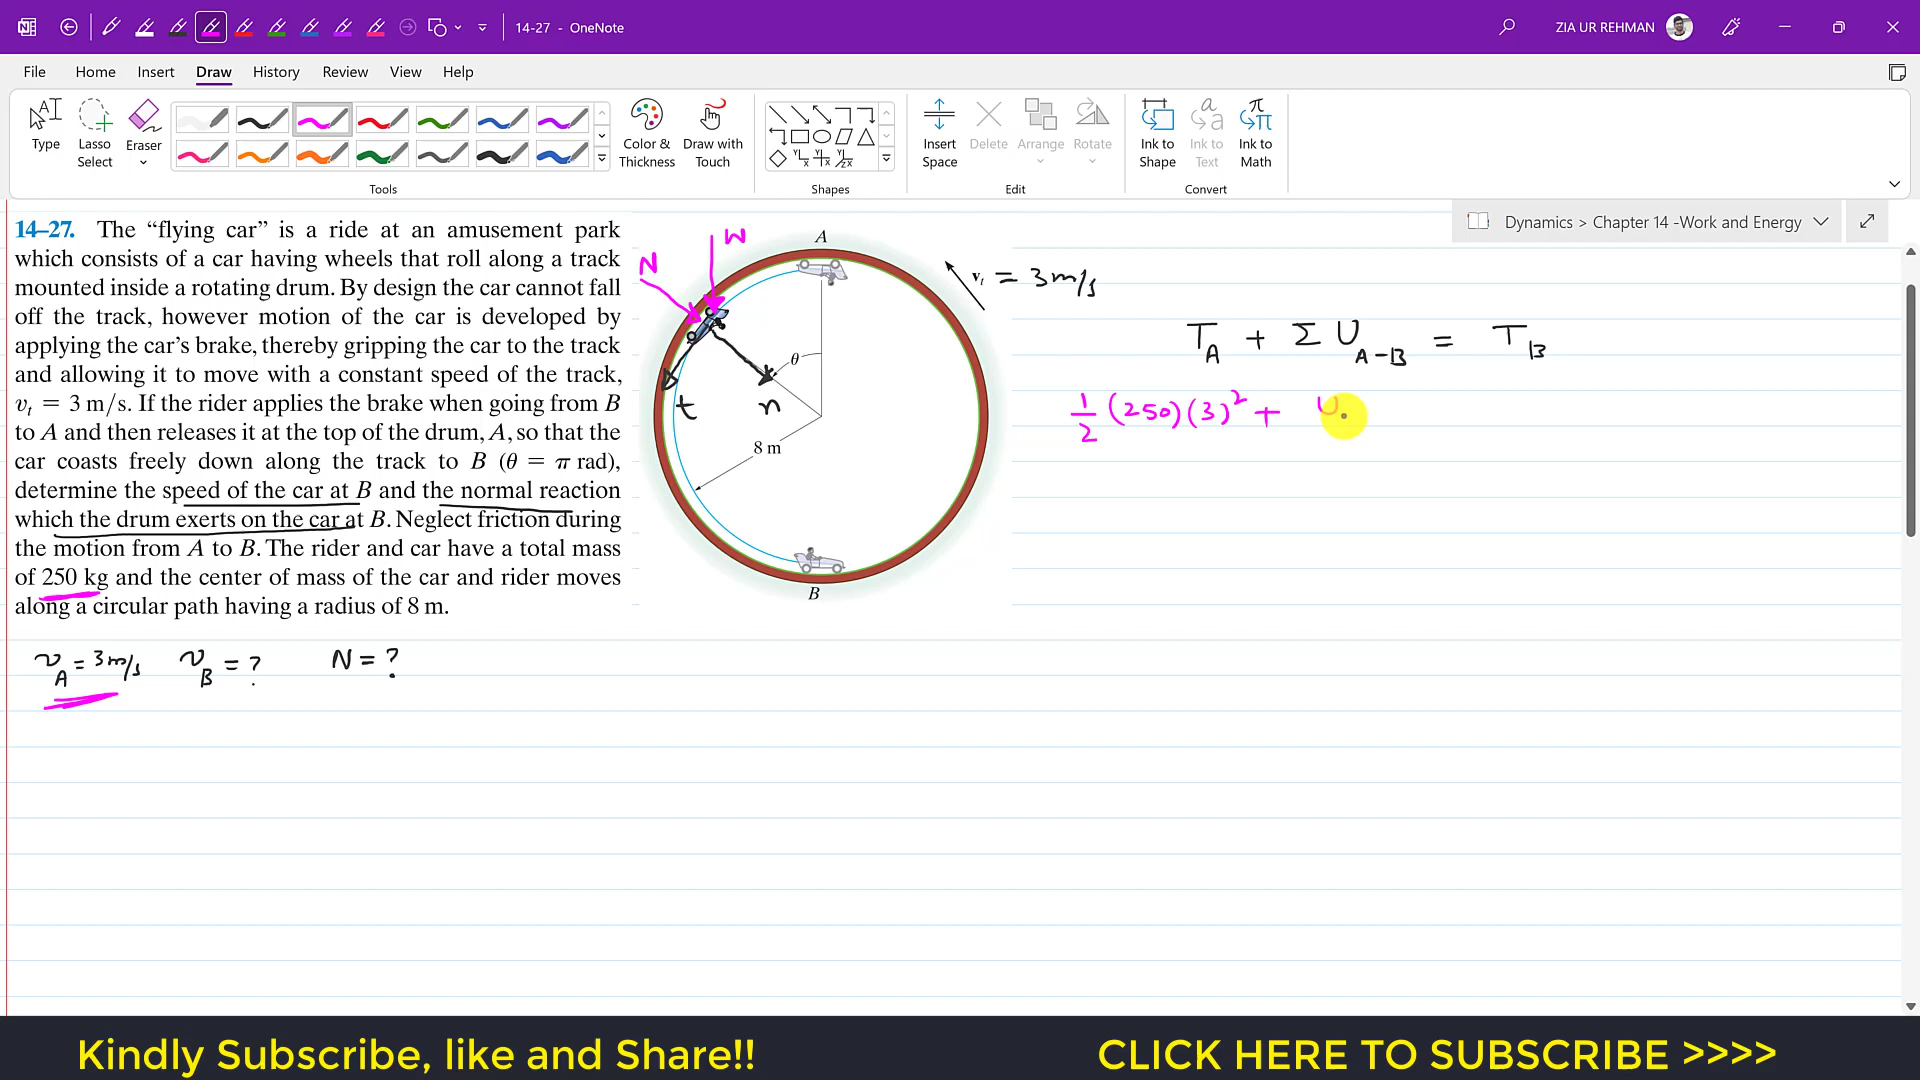 14-27 - OneNote
ZIA UR REHMAN
File Home Insert Draw History Review View Help
Type
Lasso Select
Eraser
Color & Thickness
Draw with Touch
Insert Space
Delete
Arrange
Rotate
Ink to Shape
Ink to Text
Ink to Math
Tools
Shapes
Edit
Convert
Dynamics > Chapter 14 -Work and Energy
14–27. The “flying car” is a ride at an amusement park
which consists of a car having wheels that roll along a track
mounted inside a rotating drum. By design the car cannot fall
off the track, however motion of the car is developed by
applying the car’s brake, thereby gripping the car to the track
and allowing it to move with a constant speed of the track,
vt = 3 m/s. If the rider applies the brake when going from B
to A and then releases it at the top of the drum, A, so that the
car coasts freely down along the track to B (θ = π rad),
determine the speed of the car at B and the normal reaction
which the drum exerts on the car at B. Neglect friction during
the motion from A to B. The rider and car have a total mass
of 250 kg and the center of mass of the car and rider moves
along a circular path having a radius of 8 m.
A
W
N
vt = 3m/s
θ
t
n
8 m
B
T_A + Σ U_A-B = T_B
1/2 (250)(3)² + U
v_A = 3m/s v_B = ? N = ?
Kindly Subscribe, like and Share!!
CLICK HERE TO SUBSCRIBE >>>>